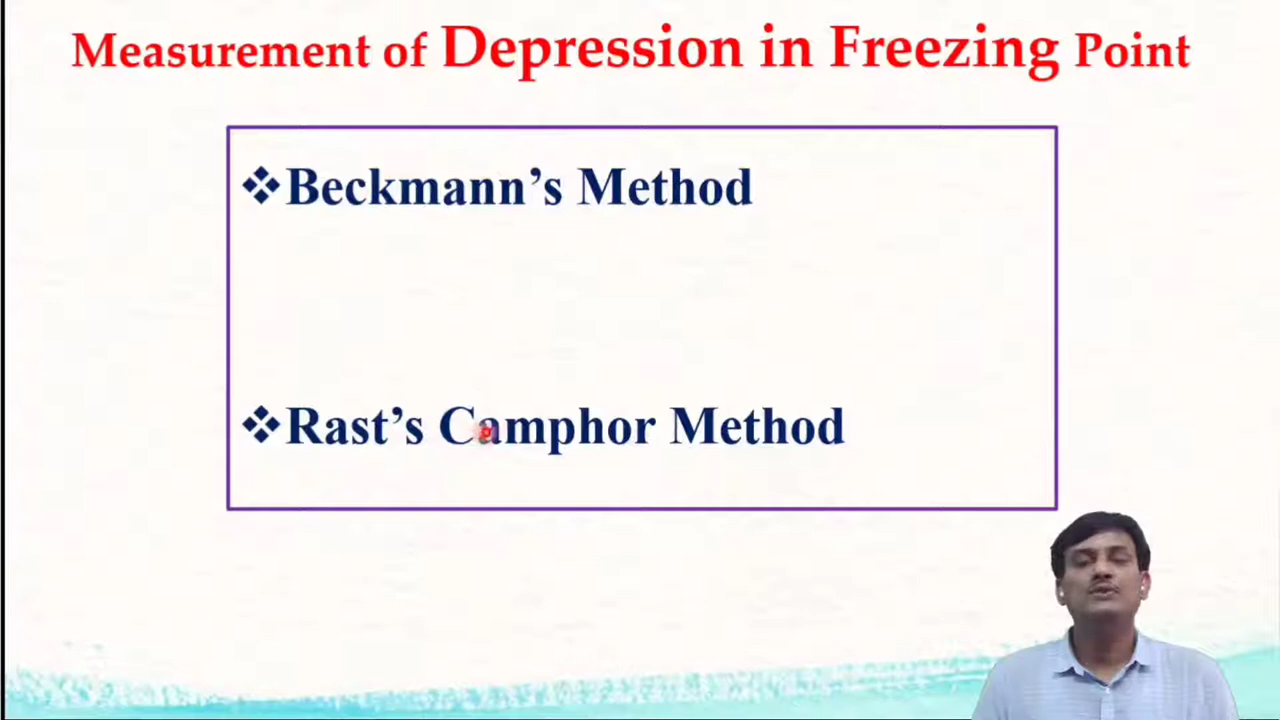 Measurement of Depression in Freezing Point
❖Beckmann’s Method
❖Rast’s Camphor Method